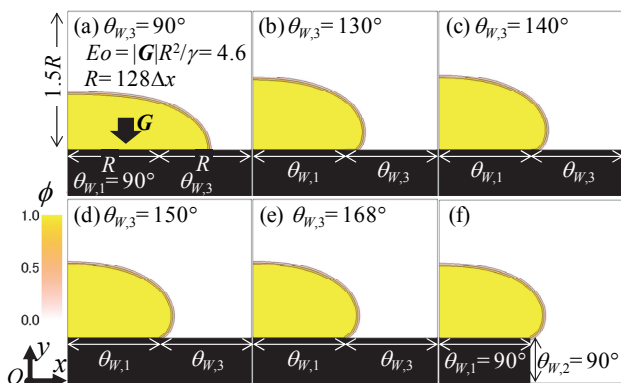 (a) θW,3 = 90°
Eo = |G|R²/γ = 4.6
R = 128Δx
1.5R
G
R
R
θW,1 = 90°
θW,3
(b) θW,3 = 130°
θW,1
θW,3
(c) θW,3 = 140°
θW,1
θW,3
ϕ
1.0
0.5
0.0
(d) θW,3 = 150°
θW,1
θW,3
(e) θW,3 = 168°
θW,1
θW,3
(f)
θW,1 = 90°
θW,2 = 90°
y
O
x